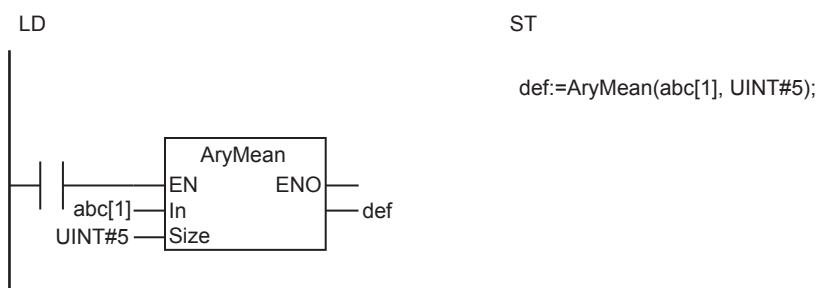 LD
ST
def:=AryMean(abc[1], UINT#5);
AryMean
EN ENO
abc[1] In def
UINT#5 Size